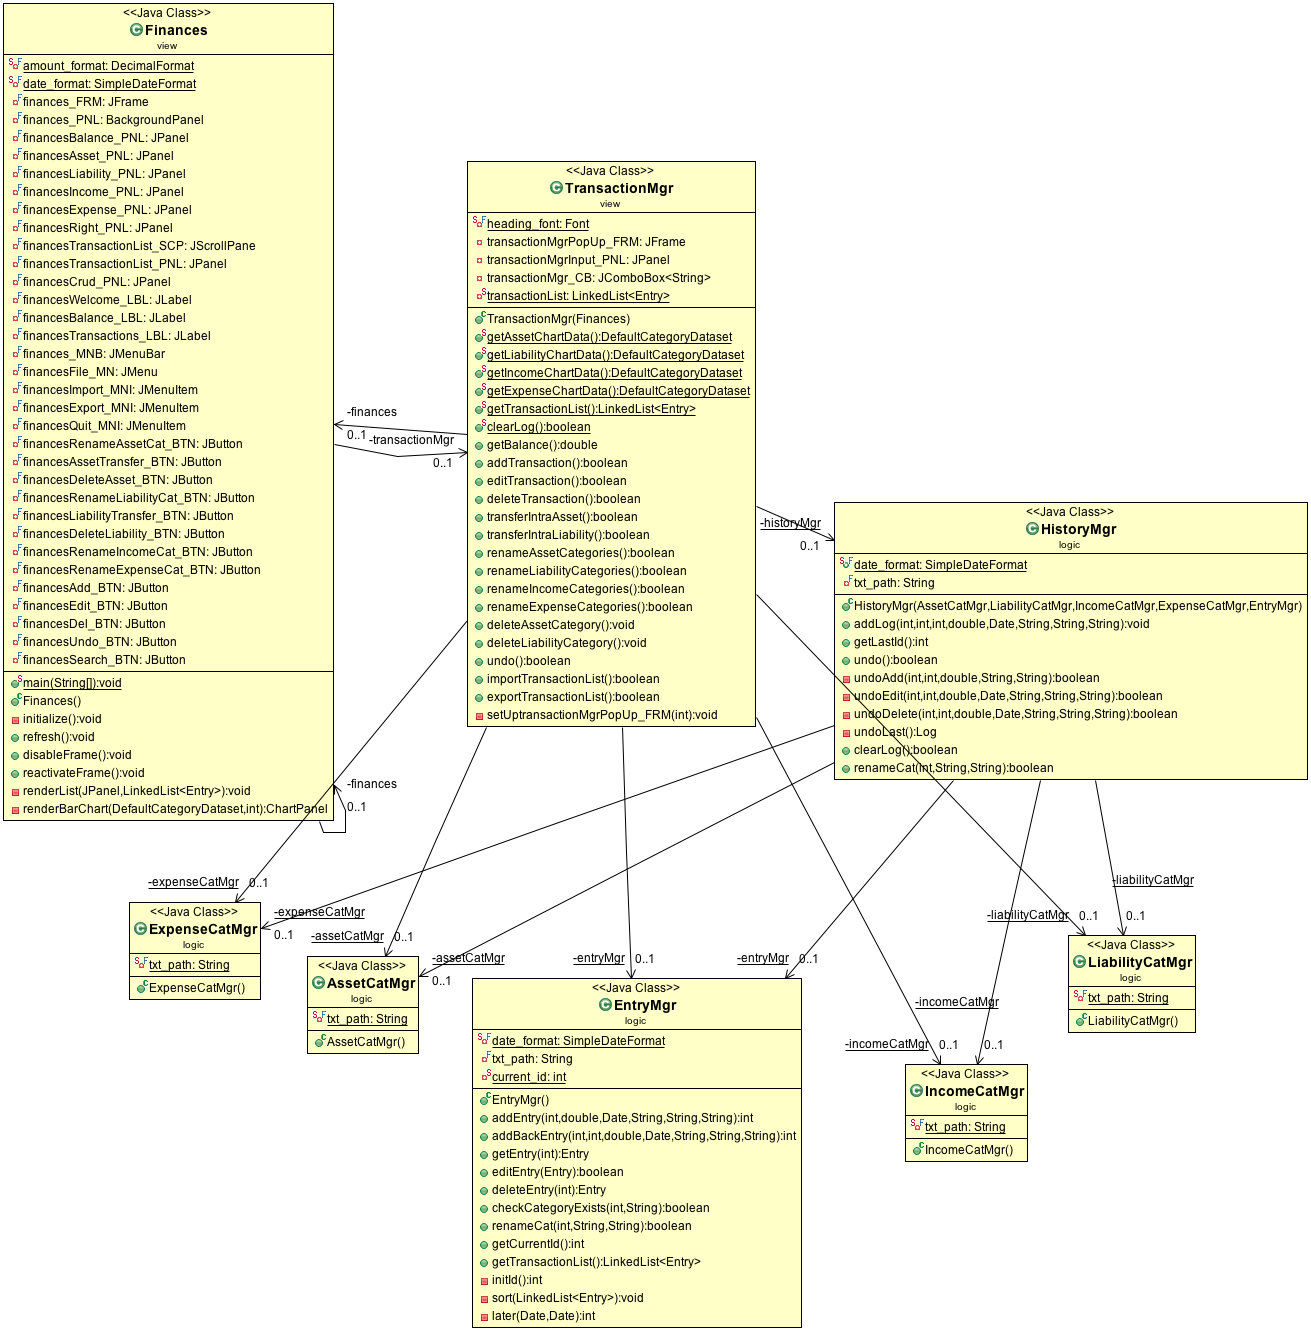 <<Java Class>>
Finances
view
amount_format: DecimalFormat
date_format: SimpleDateFormat
finances_FRM: JFrame
finances_PNL: BackgroundPanel
financesBalance_PNL: JPanel
financesAsset_PNL: JPanel
financesLiability_PNL: JPanel
financesIncome_PNL: JPanel
financesExpense_PNL: JPanel
financesRight_PNL: JPanel
financesTransactionList_SCP: JScrollPane
financesTransactionList_PNL: JPanel
financesCrud_PNL: JPanel
financesWelcome_LBL: JLabel
financesBalance_LBL: JLabel
financesTransactions_LBL: JLabel
finances_MNB: JMenuBar
financesFile_MN: JMenu
financesImport_MNI: JMenuItem
financesExport_MNI: JMenuItem
financesQuit_MNI: JMenuItem
financesRenameAssetCat_BTN: JButton
financesAssetTransfer_BTN: JButton
financesDeleteAsset_BTN: JButton
financesRenameLiabilityCat_BTN: JButton
financesLiabilityTransfer_BTN: JButton
financesDeleteLiability_BTN: JButton
financesRenameIncomeCat_BTN: JButton
financesRenameExpenseCat_BTN: JButton
financesAdd_BTN: JButton
financesEdit_BTN: JButton
financesDel_BTN: JButton
financesUndo_BTN: JButton
financesSearch_BTN: JButton
main(String[]):void
Finances()
initialize():void
refresh():void
disableFrame():void
reactivateFrame():void
renderList(JPanel,LinkedList<Entry>):void
renderBarChart(DefaultCategoryDataset,int):ChartPanel
-finances
0..1
-transactionMgr
0..1
-finances
0..1
<<Java Class>>
TransactionMgr
view
heading_font: Font
transactionMgrPopUp_FRM: JFrame
transactionMgrInput_PNL: JPanel
transactionMgr_CB: JComboBox<String>
transactionList: LinkedList<Entry>
TransactionMgr(Finances)
getAssetChartData():DefaultCategoryDataset
getLiabilityChartData():DefaultCategoryDataset
getIncomeChartData():DefaultCategoryDataset
getExpenseChartData():DefaultCategoryDataset
getTransactionList():LinkedList<Entry>
clearLog():boolean
getBalance():double
addTransaction():boolean
editTransaction():boolean
deleteTransaction():boolean
transferIntraAsset():boolean
transferIntraLiability():boolean
renameAssetCategories():boolean
renameLiabilityCategories():boolean
renameIncomeCategories():boolean
renameExpenseCategories():boolean
deleteAssetCategory():void
deleteLiabilityCategory():void
undo():boolean
importTransactionList():boolean
exportTransactionList():boolean
setUptransactionMgrPopUp_FRM(int):void
-historyMgr
0..1
<<Java Class>>
HistoryMgr
logic
date_format: SimpleDateFormat
txt_path: String
HistoryMgr(AssetCatMgr,LiabilityCatMgr,IncomeCatMgr,ExpenseCatMgr,EntryMgr)
addLog(int,int,int,double,Date,String,String,String):void
getLastId():int
undo():boolean
undoAdd(int,int,double,String,String):boolean
undoEdit(int,int,double,Date,String,String,String):boolean
undoDelete(int,int,double,Date,String,String,String):boolean
undoLast():Log
clearLog():boolean
renameCat(int,String,String):boolean
-expenseCatMgr
0..1
-expenseCatMgr
0..1
<<Java Class>>
ExpenseCatMgr
logic
txt_path: String
ExpenseCatMgr()
-assetCatMgr
0..1
-assetCatMgr
0..1
<<Java Class>>
AssetCatMgr
logic
txt_path: String
AssetCatMgr()
-entryMgr
0..1
-entryMgr
0..1
<<Java Class>>
EntryMgr
logic
date_format: SimpleDateFormat
txt_path: String
current_id: int
EntryMgr()
addEntry(int,double,Date,String,String,String):int
addBackEntry(int,int,double,Date,String,String,String):int
getEntry(int):Entry
editEntry(Entry):boolean
deleteEntry(int):Entry
checkCategoryExists(int,String):boolean
renameCat(int,String,String):boolean
getCurrentId():int
getTransactionList():LinkedList<Entry>
initId():int
sort(LinkedList<Entry>):void
later(Date,Date):int
-liabilityCatMgr
0..1
-liabilityCatMgr
0..1
<<Java Class>>
LiabilityCatMgr
logic
txt_path: String
LiabilityCatMgr()
-incomeCatMgr
0..1
-incomeCatMgr
0..1
<<Java Class>>
IncomeCatMgr
logic
txt_path: String
IncomeCatMgr()